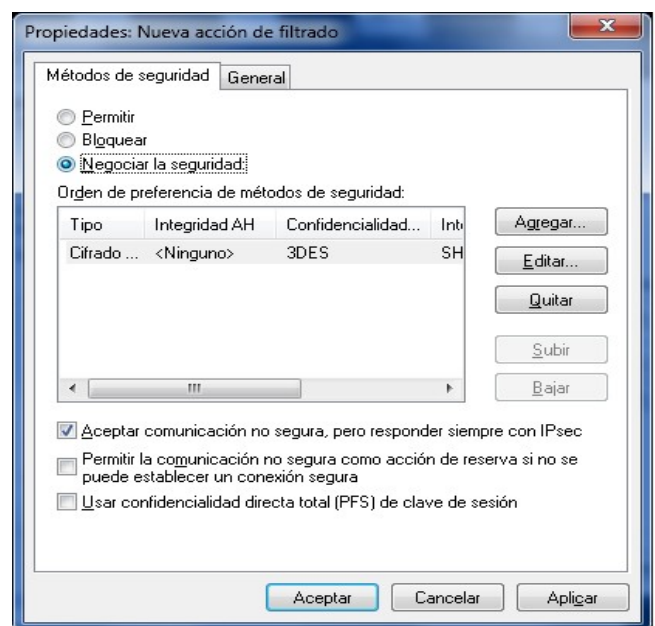 Propiedades: Nueva acción de filtrado
Métodos de seguridad General
Permitir
Bloquear
Negociar la seguridad:
Orden de preferencia de métodos de seguridad:
Tipo Integridad AH Confidencialidad... Int
Cifrado ... <Ninguno> 3DES SH
Agregar...
Editar...
Quitar
Subir
Bajar
Aceptar comunicación no segura, pero responder siempre con IPsec
Permitir la comunicación no segura como acción de reserva si no se
puede establecer un conexión segura
Usar confidencialidad directa total (PFS) de clave de sesión
Aceptar Cancelar Aplicar